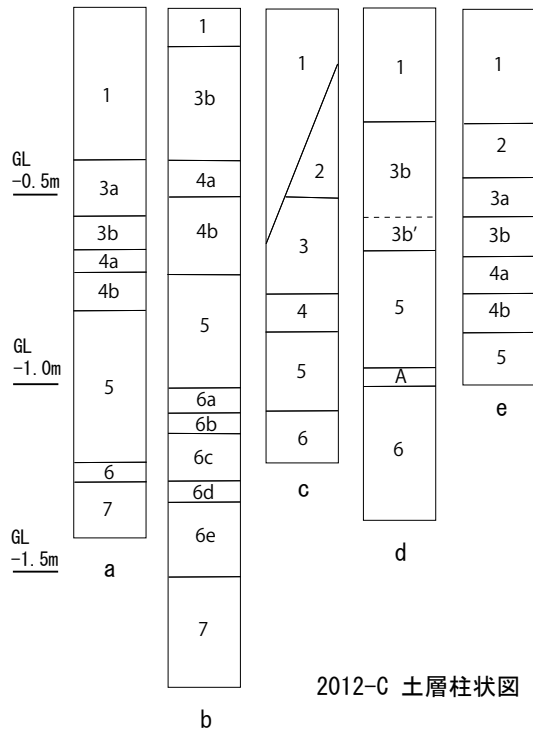 1
3a
3b
4a
4b
5
6
7
a
1
3b
4a
4b
5
6a
6b
6c
6d
6e
7
b
1
2
3
4
5
6
c
1
3b
3b′
5
A
6
d
1
2
3a
3b
4a
4b
5
e
GL
-0.5m
GL
-1.0m
GL
-1.5m
2012-C 土層柱状図